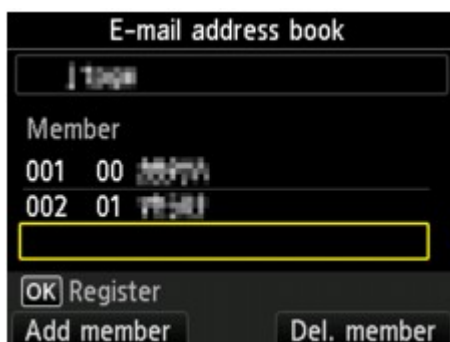 E-mail address book
Member
001 00
002 01
OK Register
Add member Del. member